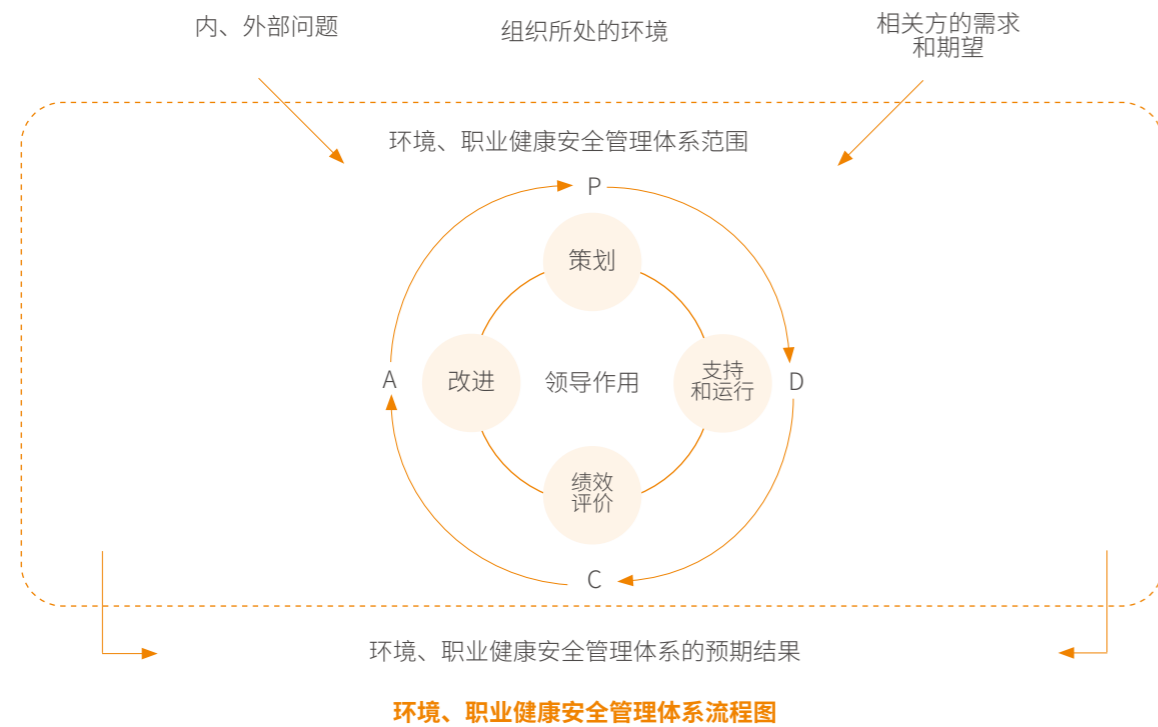 内、外部问题
组织所处的环境
相关方的需求
和期望
环境、职业健康安全管理体系范围
P
策划
A
改进
领导作用
支持
和运行
D
绩效
评价
C
环境、职业健康安全管理体系的预期结果
环境、职业健康安全管理体系流程图